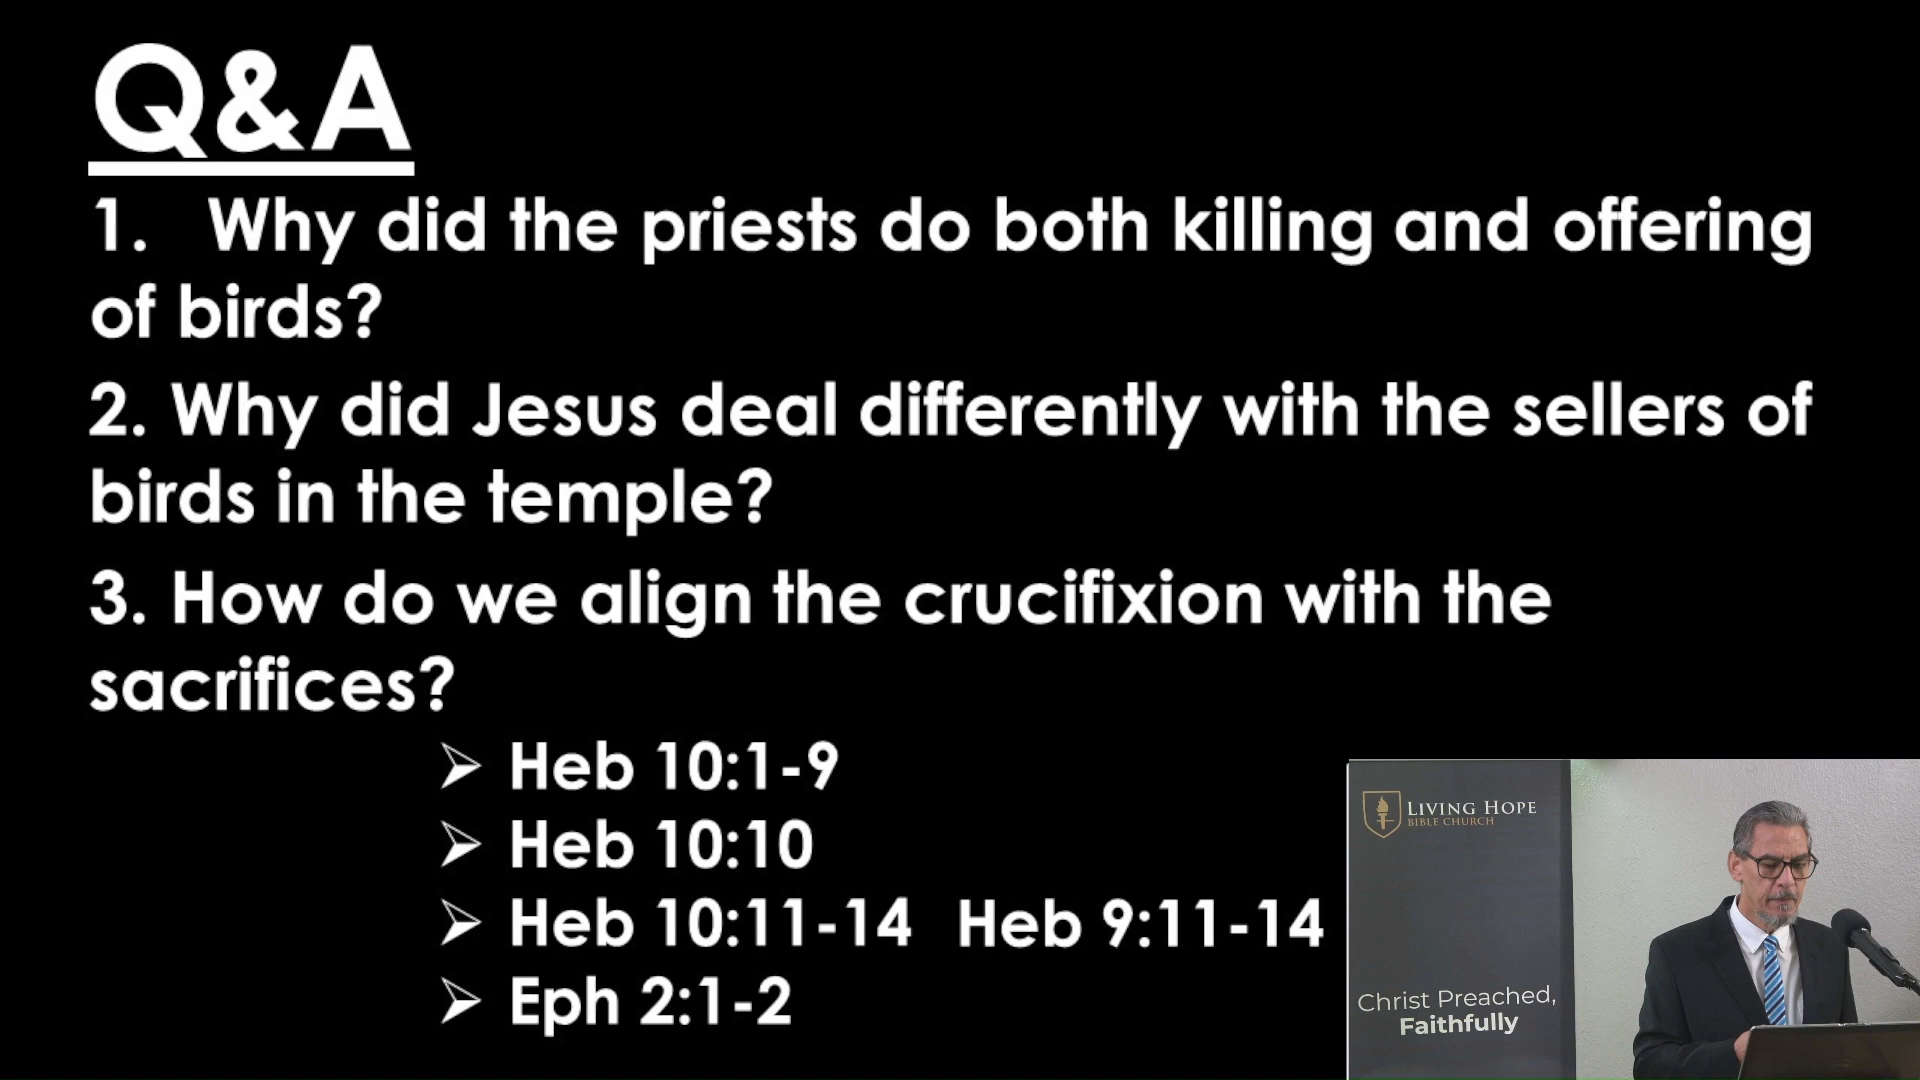 Q&A
1. Why did the priests do both killing and offering
of birds?
2. Why did Jesus deal differently with the sellers of
birds in the temple?
3. How do we align the crucifixion with the
sacrifices?
➢ Heb 10:1-9
➢ Heb 10:10
➢ Heb 10:11-14 Heb 9:11-14
➢ Eph 2:1-2
LIVING HOPE
BIBLE CHURCH
Christ Preached,
Faithfully